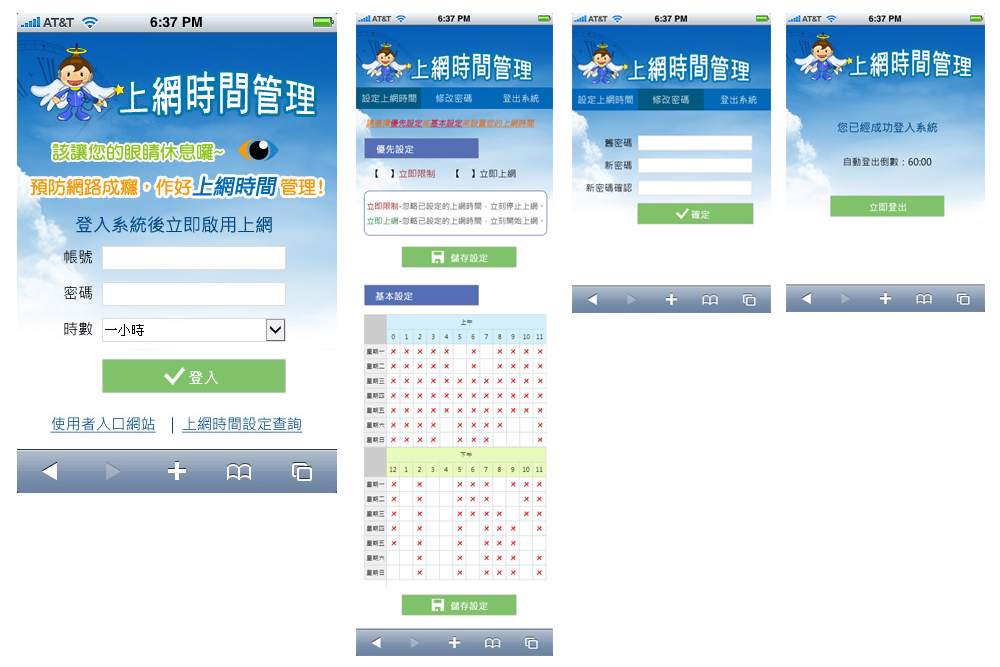 AT&T 6:37 PM
上網時間管理
該讓您的眼睛休息囉~
預防網路成癮，作好上網時間管理!
登入系統後立即啟用上網
帳號
密碼
時數 一小時
登入
使用者入口網站 | 上網時間設定查詢
AT&T 6:37 PM
上網時間管理
設定上網時間 修改密碼 登出系統
請選擇優先設定或基本設定來設置您的上網時間
優先設定
【 】立即限制 【 】立即上網
立即限制-忽略已設定的上網時間，立刻停止上網。
立即上網-忽略已設定的上網時間，立刻開始上網。
儲存設定
基本設定
上午
0 1 2 3 4 5 6 7 8 9 10 11
星期一
星期二
星期三
星期四
星期五
星期六
星期日
下午
12 1 2 3 4 5 6 7 8 9 10 11
星期一
星期二
星期三
星期四
星期五
星期六
星期日
儲存設定
AT&T 6:37 PM
上網時間管理
設定上網時間 修改密碼 登出系統
舊密碼
新密碼
新密碼確認
確定
AT&T 6:37 PM
上網時間管理
您已經成功登入系統
自動登出倒數：60:00
立即登出